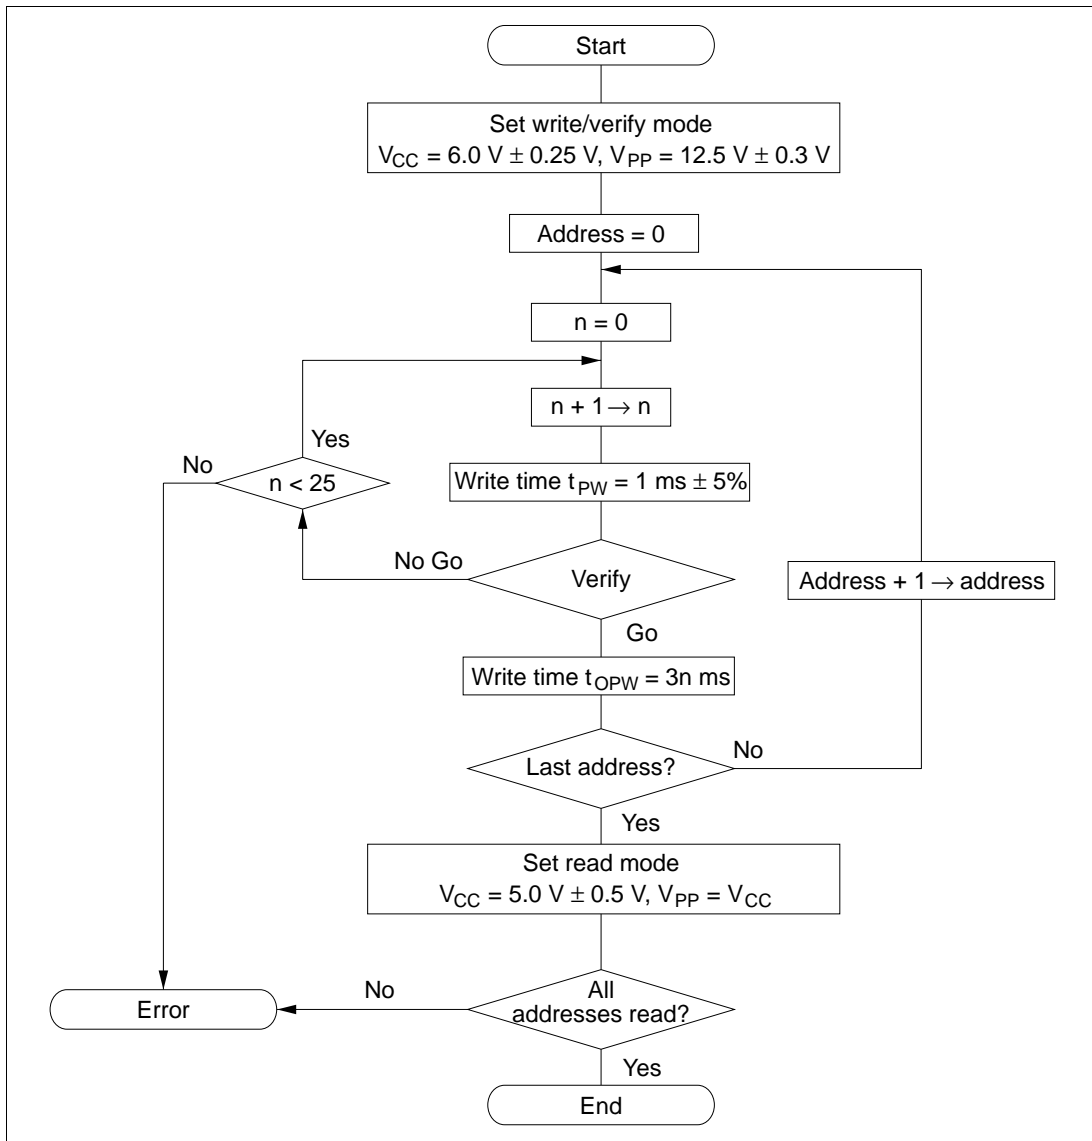 Start
Set write/verify mode
VCC = 6.0 V ± 0.25 V, VPP = 12.5 V ± 0.3 V
Address = 0
n = 0
n + 1 → n
Yes
No
n < 25
Write time tPW = 1 ms ± 5%
No Go
Verify
Address + 1 → address
Go
Write time tOPW = 3n ms
Last address?
No
Yes
Set read mode
VCC = 5.0 V ± 0.5 V, VPP = VCC
All
addresses read?
No
Error
Yes
End